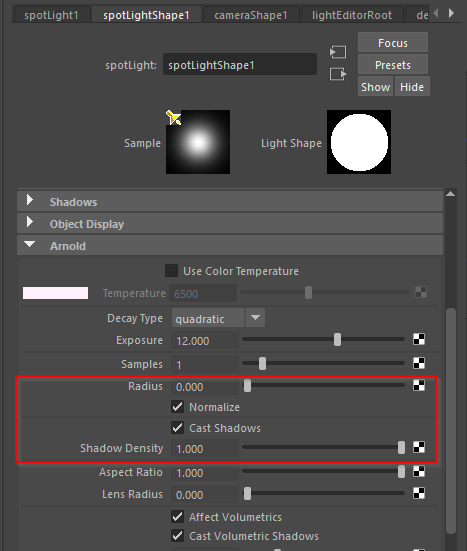 spotLight1 spotLightShape1 cameraShape1 lightEditorRoot de
Focus
spotLight: spotLightShape1
Presets
Show Hide
Sample Light Shape
Shadows
Object Display
Arnold
Use Color Temperature
Temperature 6500
Decay Type quadratic
Exposure 12.000
Samples 1
Radius 0.000
Normalize
Cast Shadows
Shadow Density 1.000
Aspect Ratio 1.000
Lens Radius 0.000
Affect Volumetrics
Cast Volumetric Shadows